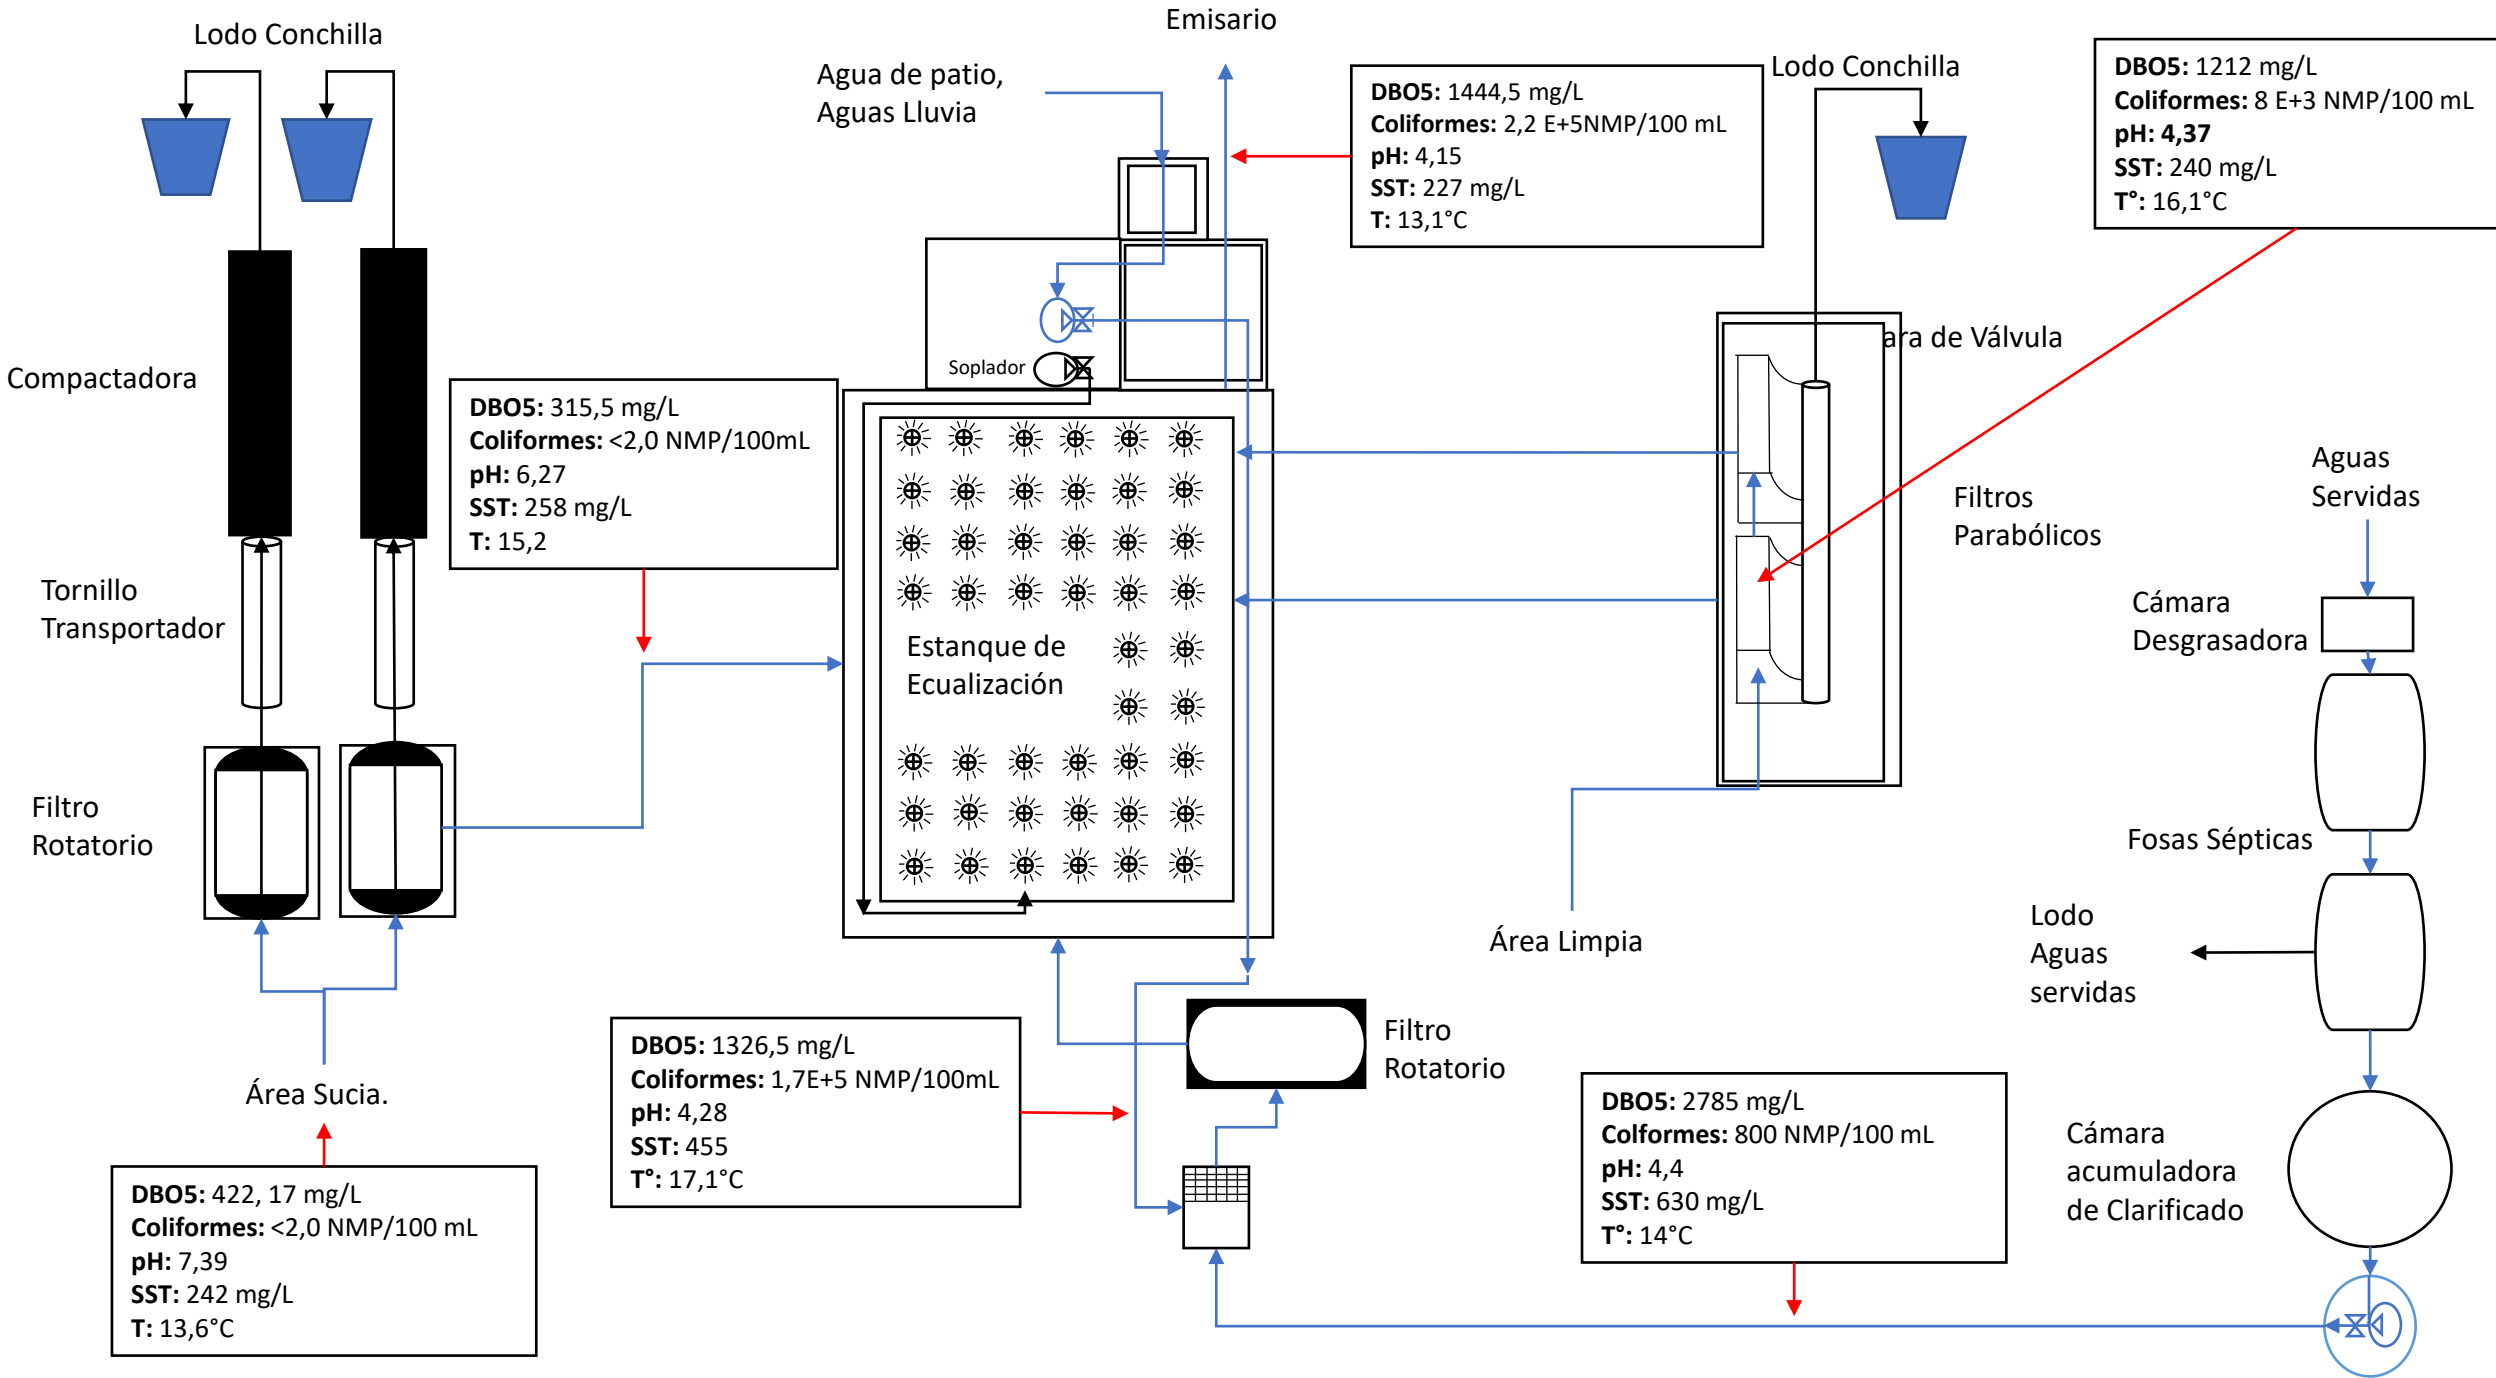 Lodo Conchilla
Emisario
Agua de patio,
Aguas Lluvia
DBO5: 1444,5 mg/L
Coliformes: 2,2 E+5NMP/100 mL
pH: 4,15
SST: 227 mg/L
T: 13,1°C
Lodo Conchilla
DBO5: 1212 mg/L
Coliformes: 8 E+3 NMP/100 mL
pH: 4,37
SST: 240 mg/L
T°: 16,1°C
Compactadora
Soplador
ara de Válvula
DBO5: 315,5 mg/L
Coliformes: <2,0 NMP/100mL
pH: 6,27
SST: 258 mg/L
T: 15,2
Filtros
Parabólicos
Aguas
Servidas
Tornillo
Transportador
Estanque de
Ecualización
Cámara
Desgrasadora
Filtro
Rotatorio
Fosas Sépticas
Área Limpia
Lodo
Aguas
servidas
Área Sucia.
DBO5: 1326,5 mg/L
Coliformes: 1,7E+5 NMP/100mL
pH: 4,28
SST: 455
T°: 17,1°C
Filtro
Rotatorio
DBO5: 2785 mg/L
Colformes: 800 NMP/100 mL
pH: 4,4
SST: 630 mg/L
T°: 14°C
Cámara
acumuladora
de Clarificado
DBO5: 422, 17 mg/L
Coliformes: <2,0 NMP/100 mL
pH: 7,39
SST: 242 mg/L
T: 13,6°C